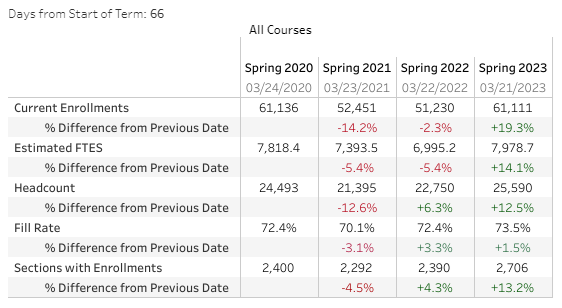 Days from Start of Term: 66
All Courses
Spring 2020 Spring 2021 Spring 2022 Spring 2023
03/24/2020 03/23/2021 03/22/2022 03/21/2023
Current Enrollments 61,136 52,451 51,230 61,111
% Difference from Previous Date -14.2% -2.3% +19.3%
Estimated FTES 7,818.4 7,393.5 6,995.2 7,978.7
% Difference from Previous Date -5.4% -5.4% +14.1%
Headcount 24,493 21,395 22,750 25,590
% Difference from Previous Date -12.6% +6.3% +12.5%
Fill Rate 72.4% 70.1% 72.4% 73.5%
% Difference from Previous Date -3.1% +3.3% +1.5%
Sections with Enrollments 2,400 2,292 2,390 2,706
% Difference from Previous Date -4.5% +4.3% +13.2%